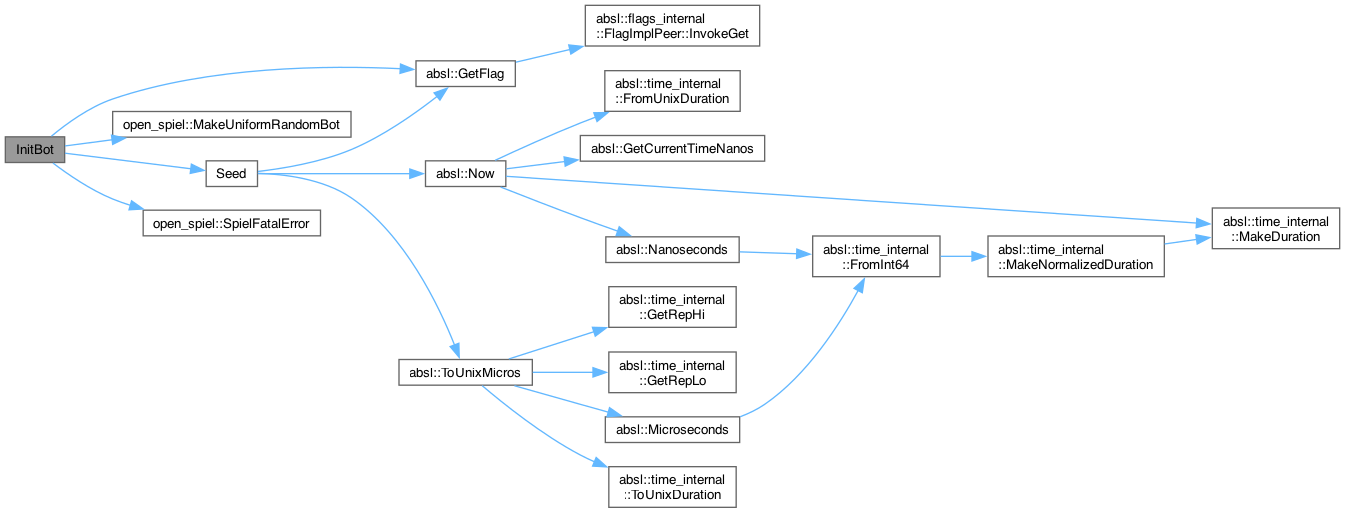 absl::flags_internal
::FlagImplPeer::InvokeGet
absl::GetFlag
absl::time_internal
::FromUnixDuration
open_spiel::MakeUniformRandomBot
InitBot
absl::GetCurrentTimeNanos
Seed
absl::Now
open_spiel::SpielFatalError
absl::time_internal
::MakeDuration
absl::Nanoseconds
absl::time_internal
::FromInt64
absl::time_internal
::MakeNormalizedDuration
absl::time_internal
::GetRepHi
absl::ToUnixMicros
absl::time_internal
::GetRepLo
absl::Microseconds
absl::time_internal
::ToUnixDuration